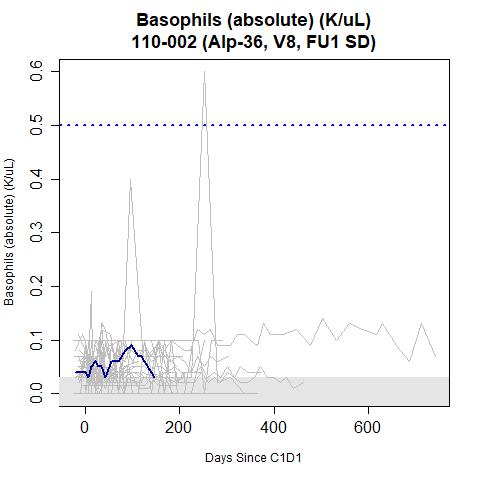 Basophils (absolute) (K/uL)
110-002 (Alp-36, V8, FU1 SD)
Basophils (absolute) (K/uL)
0.6
0.5
0.4
0.3
0.2
0.1
0.0
0 200 400 600
Days Since C1D1